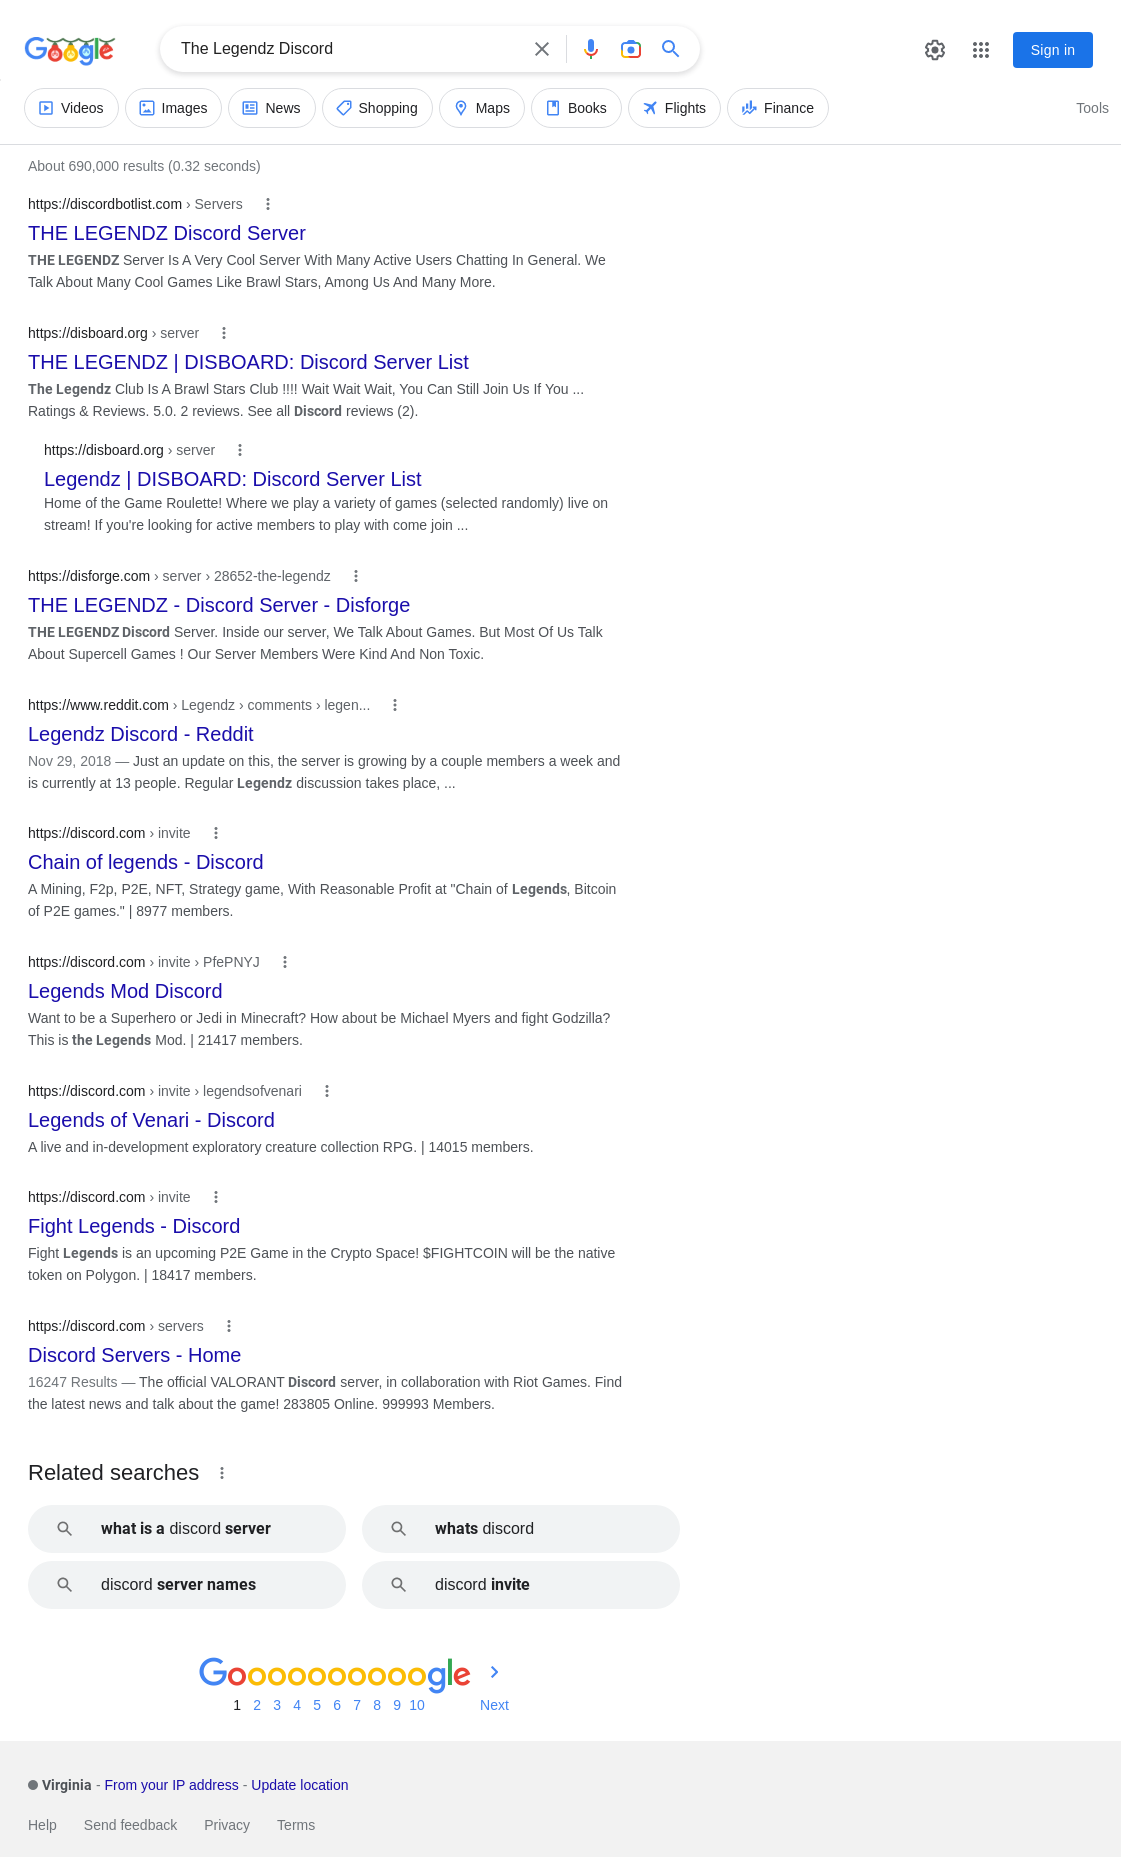 Google
The Legendz Discord
Sign in
Videos
Images
News
Shopping
Maps
Books
Flights
Finance
Tools
About 690,000 results (0.32 seconds)
https://discordbotlist.com › Servers
THE LEGENDZ Discord Server
THE LEGENDZ Server Is A Very Cool Server With Many Active Users Chatting In General. We
Talk About Many Cool Games Like Brawl Stars, Among Us And Many More.
https://disboard.org › server
THE LEGENDZ | DISBOARD: Discord Server List
The Legendz Club Is A Brawl Stars Club !!!! Wait Wait Wait, You Can Still Join Us If You ...
Ratings & Reviews. 5.0. 2 reviews. See all Discord reviews (2).
https://disboard.org › server
Legendz | DISBOARD: Discord Server List
Home of the Game Roulette! Where we play a variety of games (selected randomly) live on
stream! If you're looking for active members to play with come join ...
https://disforge.com › server › 28652-the-legendz
THE LEGENDZ - Discord Server - Disforge
THE LEGENDZ Discord Server. Inside our server, We Talk About Games. But Most Of Us Talk
About Supercell Games ! Our Server Members Were Kind And Non Toxic.
https://www.reddit.com › Legendz › comments › legen...
Legendz Discord - Reddit
Nov 29, 2018 — Just an update on this, the server is growing by a couple members a week and
is currently at 13 people. Regular Legendz discussion takes place, ...
https://discord.com › invite
Chain of legends - Discord
A Mining, F2p, P2E, NFT, Strategy game, With Reasonable Profit at "Chain of Legends, Bitcoin
of P2E games." | 8977 members.
https://discord.com › invite › PfePNYJ
Legends Mod Discord
Want to be a Superhero or Jedi in Minecraft? How about be Michael Myers and fight Godzilla?
This is the Legends Mod. | 21417 members.
https://discord.com › invite › legendsofvenari
Legends of Venari - Discord
A live and in-development exploratory creature collection RPG. | 14015 members.
https://discord.com › invite
Fight Legends - Discord
Fight Legends is an upcoming P2E Game in the Crypto Space! $FIGHTCOIN will be the native
token on Polygon. | 18417 members.
https://discord.com › servers
Discord Servers - Home
16247 Results — The official VALORANT Discord server, in collaboration with Riot Games. Find
the latest news and talk about the game! 283805 Online. 999993 Members.
Related searches
what is a discord server
whats discord
discord server names
discord invite
Goooooooooogle
1 2 3 4 5 6 7 8 9 10 Next
Virginia - From your IP address - Update location
Help Send feedback Privacy Terms